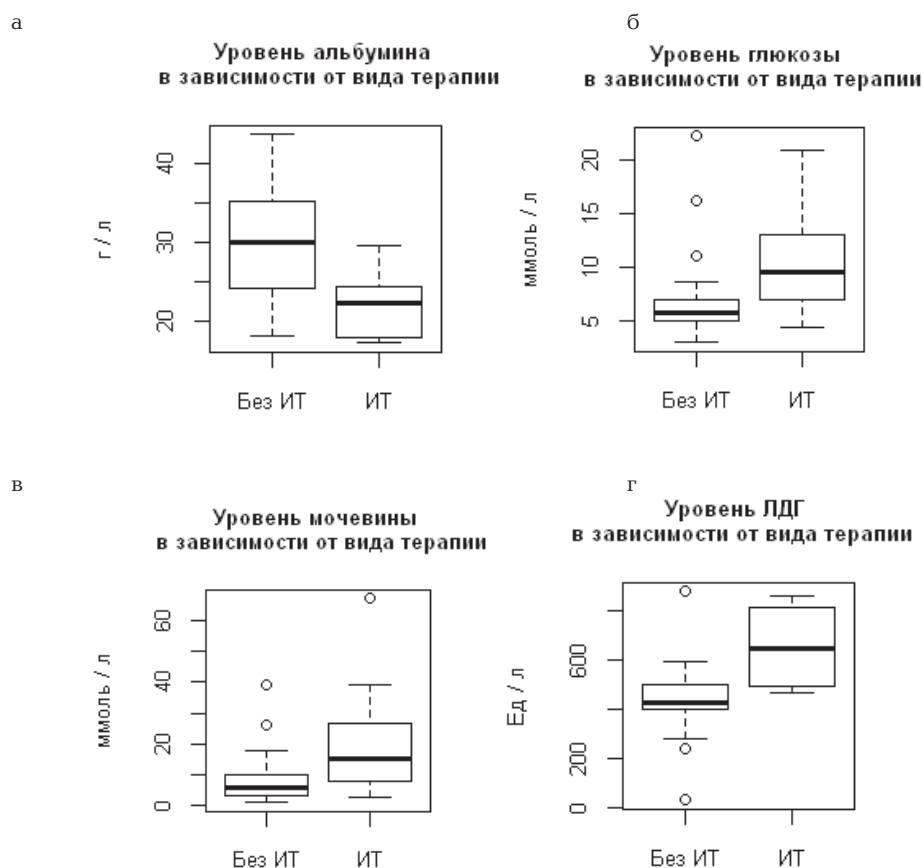 а
Уровень альбумина
в зависимости от вида терапии
г / л
40
30
20
Без ИТ
ИТ
б
Уровень глюкозы
в зависимости от вида терапии
ммоль / л
20
15
10
5
Без ИТ
ИТ
в
Уровень мочевины
в зависимости от вида терапии
ммоль / л
60
40
20
0
Без ИТ
ИТ
г
Уровень ЛДГ
в зависимости от вида терапии
Ед / л
600
200
0
Без ИТ
ИТ